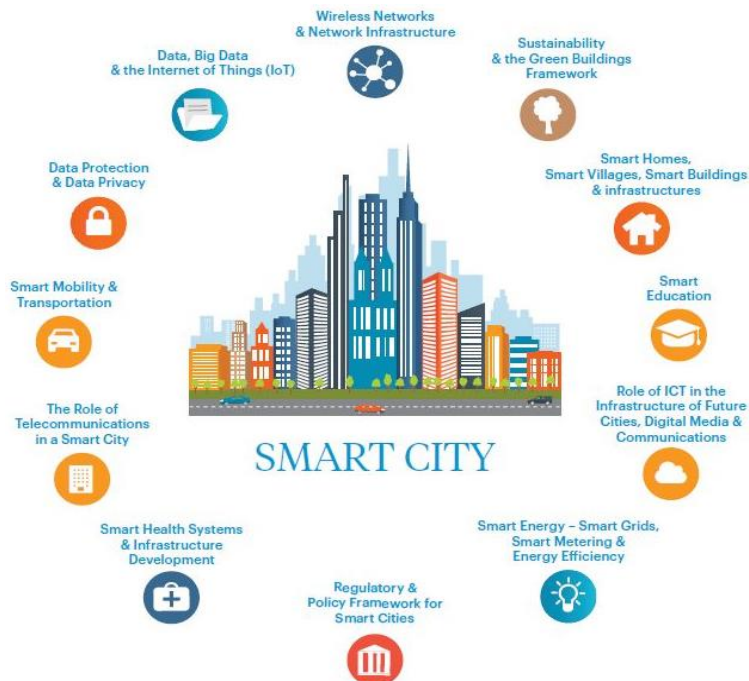 Wireless Networks
& Network Infrastructure
Sustainability
& the Green Buildings
Framework
Data, Big Data
& the Internet of Things (IoT)
Smart Homes,
Smart Villages, Smart Buildings
& infrastructures
Data Protection
& Data Privacy
Smart
Education
Smart Mobility &
Transportation
Role of ICT in the
Infrastructure of Future
Cities, Digital Media &
Communications
The Role of
Telecommunications
in a Smart City
SMART CITY
Smart Health Systems
& Infrastructure
Development
Smart Energy – Smart Grids,
Smart Metering &
Energy Efficiency
Regulatory &
Policy Framework for
Smart Cities